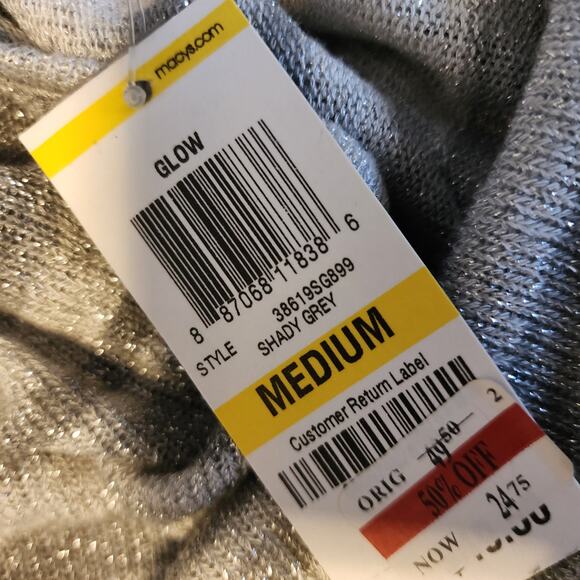 macys.com
GLOW
8 87068 11838 6
STYLE 38619SG899
SHADY GREY
MEDIUM
Customer Return Label
2
ORIG 49.50
50% OFF
NOW 24.75